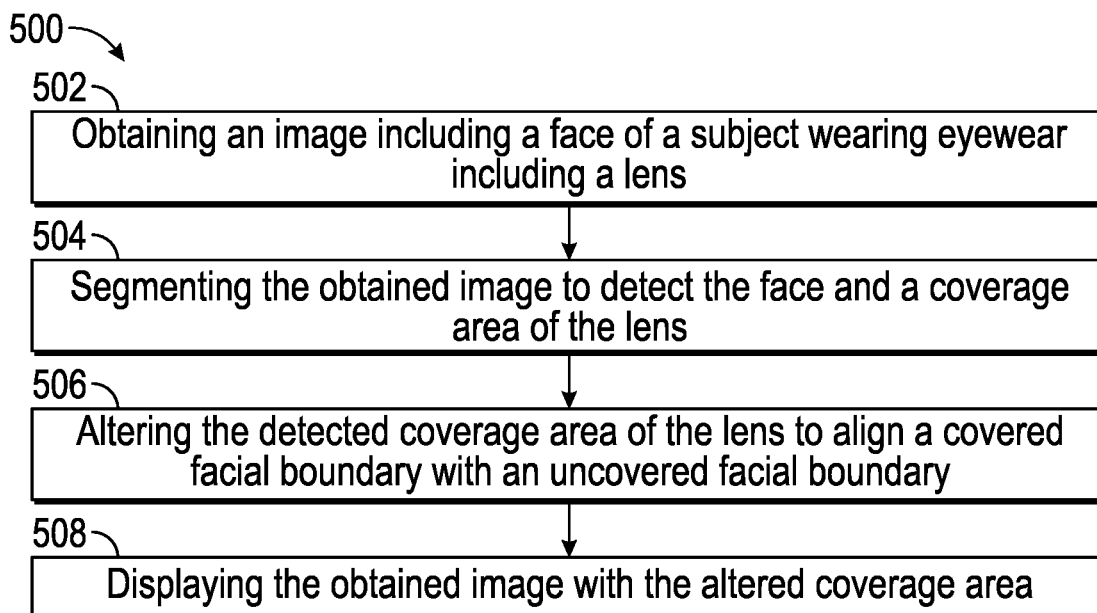 500
502
Obtaining an image including a face of a subject wearing eyewear
including a lens
504
Segmenting the obtained image to detect the face and a coverage
area of the lens
506
Altering the detected coverage area of the lens to align a covered
facial boundary with an uncovered facial boundary
508
Displaying the obtained image with the altered coverage area